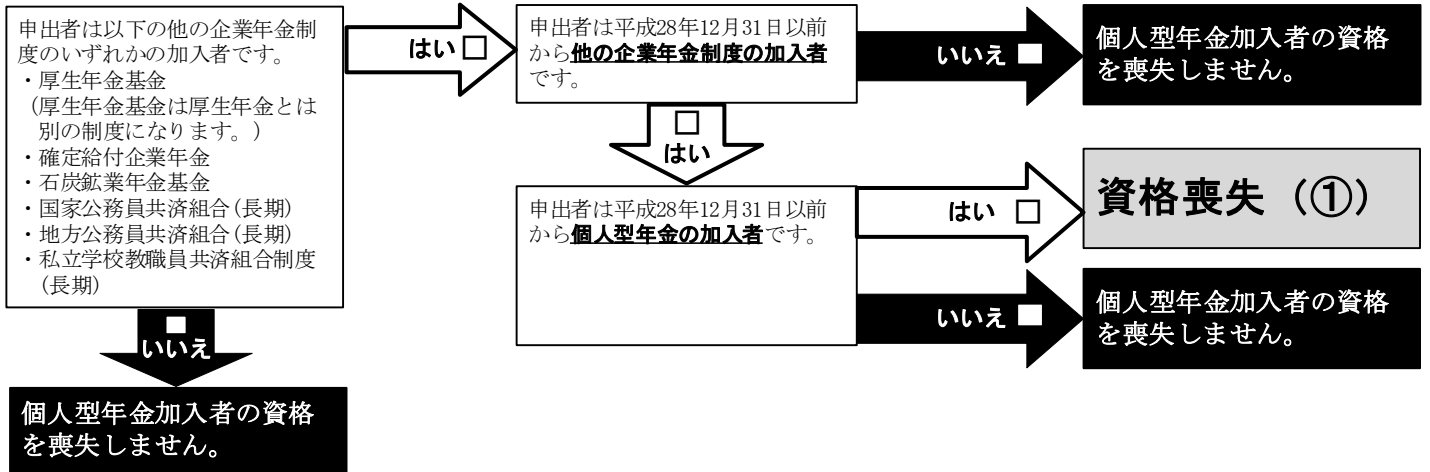 申出者は以下の他の企業年金制
度のいずれかの加入者です。
・厚生年金基金
（厚生年金基金は厚生年金とは
別の制度になります。）
・確定給付企業年金
・石炭鉱業年金基金
・国家公務員共済組合(長期)
・地方公務員共済組合(長期)
・私立学校教職員共済組合制度
(長期)
はい □
申出者は平成28年12月31日以前
から他の企業年金制度の加入者
です。
いいえ ■
個人型年金加入者の資格
を喪失しません。
□
はい
申出者は平成28年12月31日以前
から個人型年金の加入者です。
はい □
資格喪失（①）
いいえ ■
個人型年金加入者の資格
を喪失しません。
■
いいえ
個人型年金加入者の資格
を喪失しません。